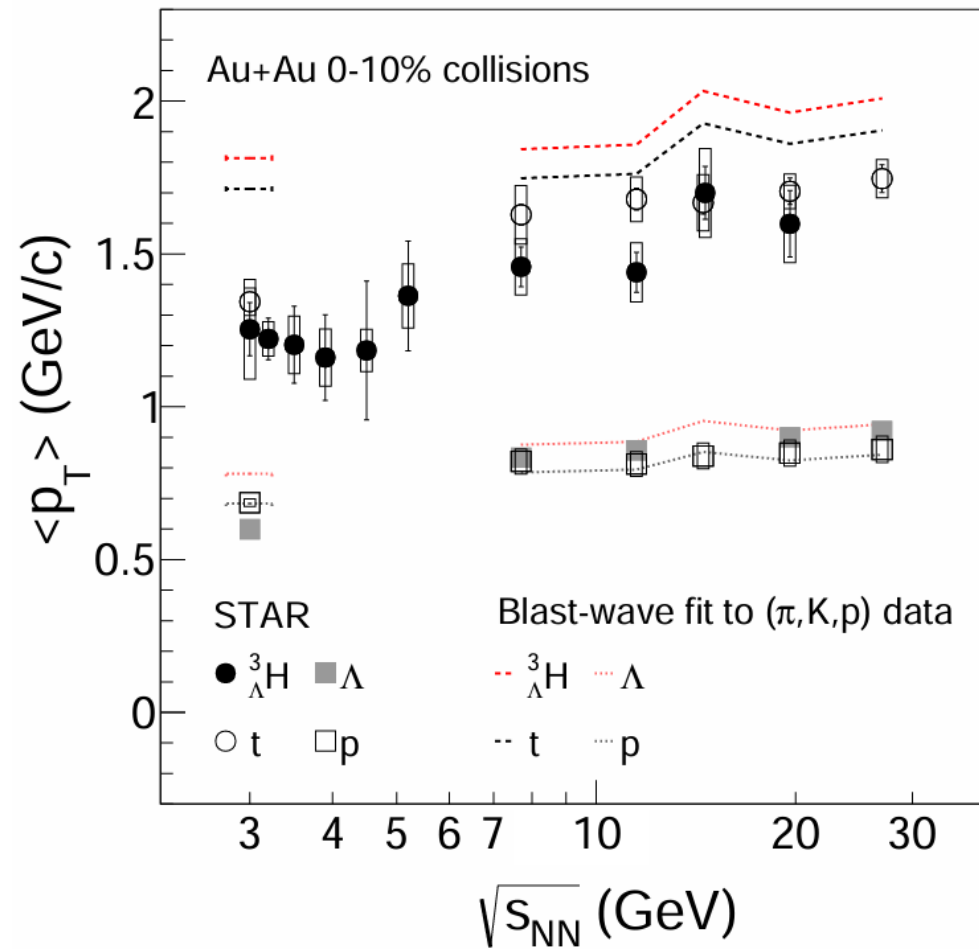 Au+Au 0-10% collisions
2
1.5
1
0.5
0
<p_T> (GeV/c)
STAR
³_ΛH Λ
t p
Blast-wave fit to (π,K,p) data
³_ΛH Λ
t p
3 4 5 6 7 10 20 30
√s_NN (GeV)